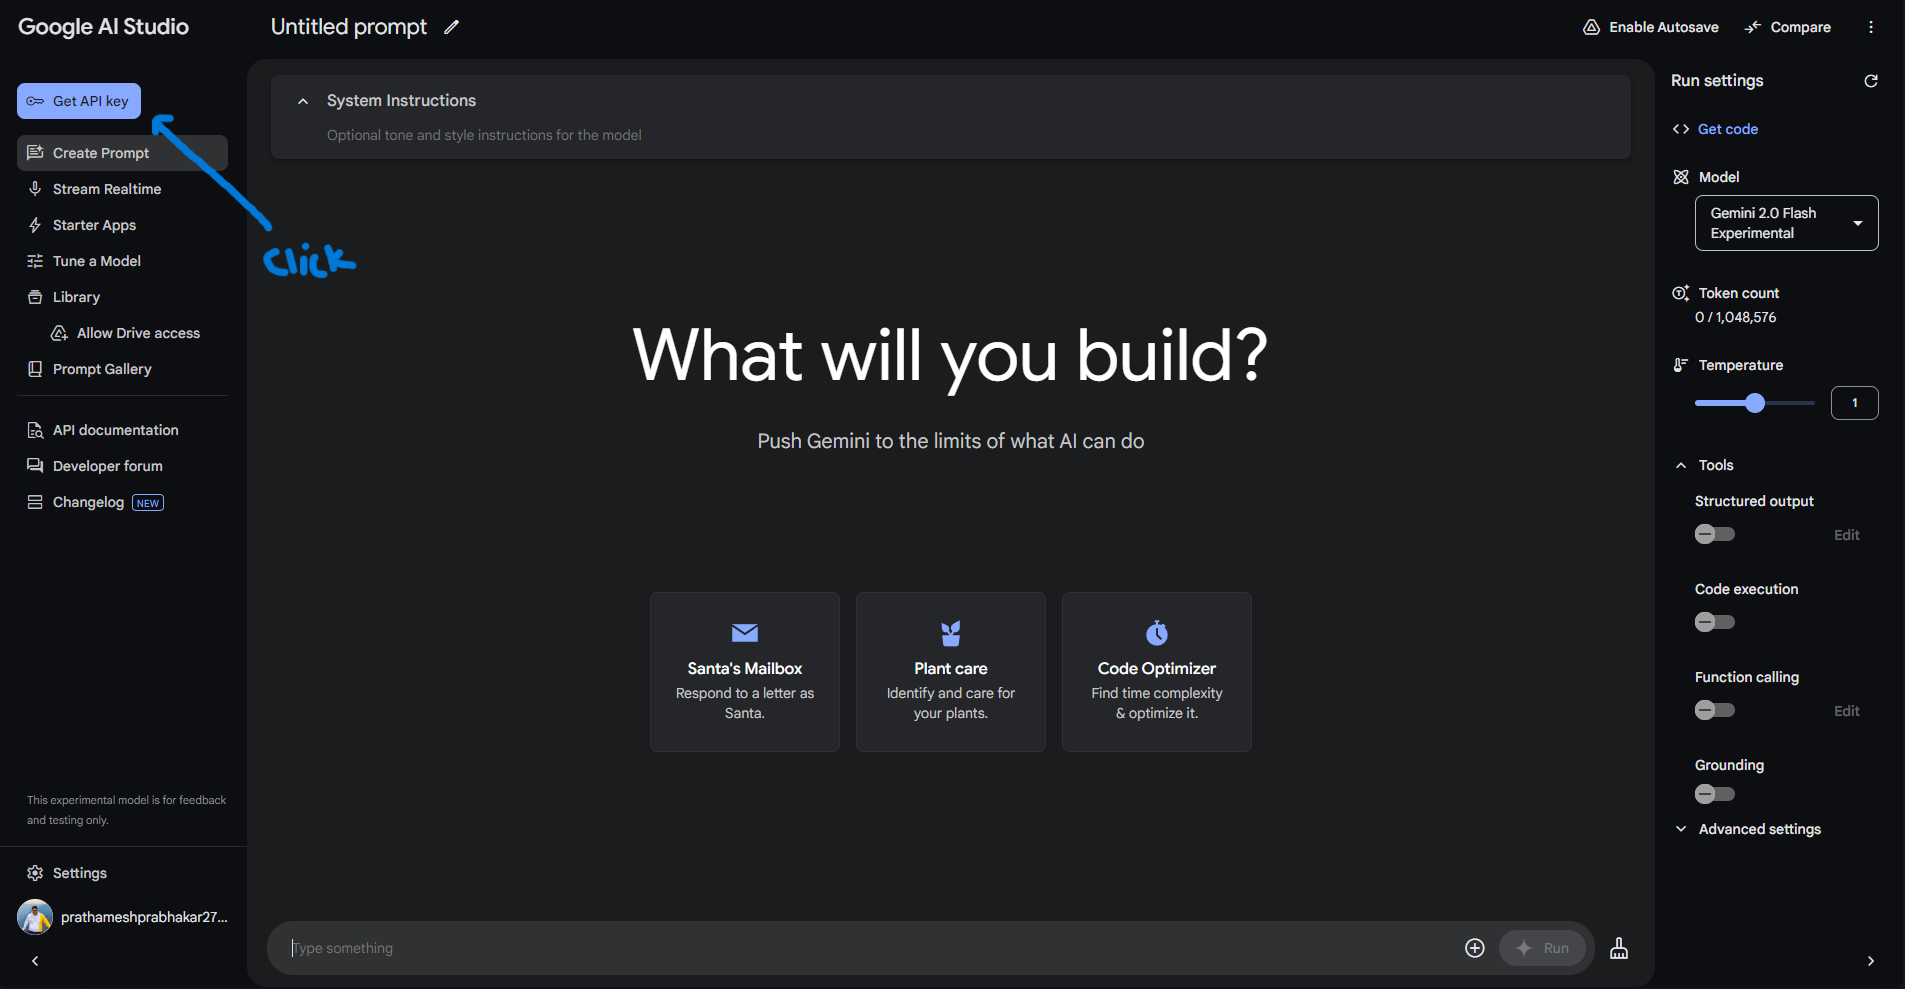 Google AI Studio
Untitled prompt
Enable Autosave
Compare
Get API key
Create Prompt
Stream Realtime
Starter Apps
Tune a Model
Library
Allow Drive access
Prompt Gallery
API documentation
Developer forum
Changelog NEW
This experimental model is for feedback
and testing only.
Settings
prathameshprabhakar27...
click
System Instructions
Optional tone and style instructions for the model
What will you build?
Push Gemini to the limits of what AI can do
Santa's Mailbox
Respond to a letter as
Santa.
Plant care
Identify and care for
your plants.
Code Optimizer
Find time complexity
& optimize it.
Type something
Run
Run settings
Get code
Model
Gemini 2.0 Flash
Experimental
Token count
0 / 1,048,576
Temperature
1
Tools
Structured output
Edit
Code execution
Function calling
Edit
Grounding
Advanced settings